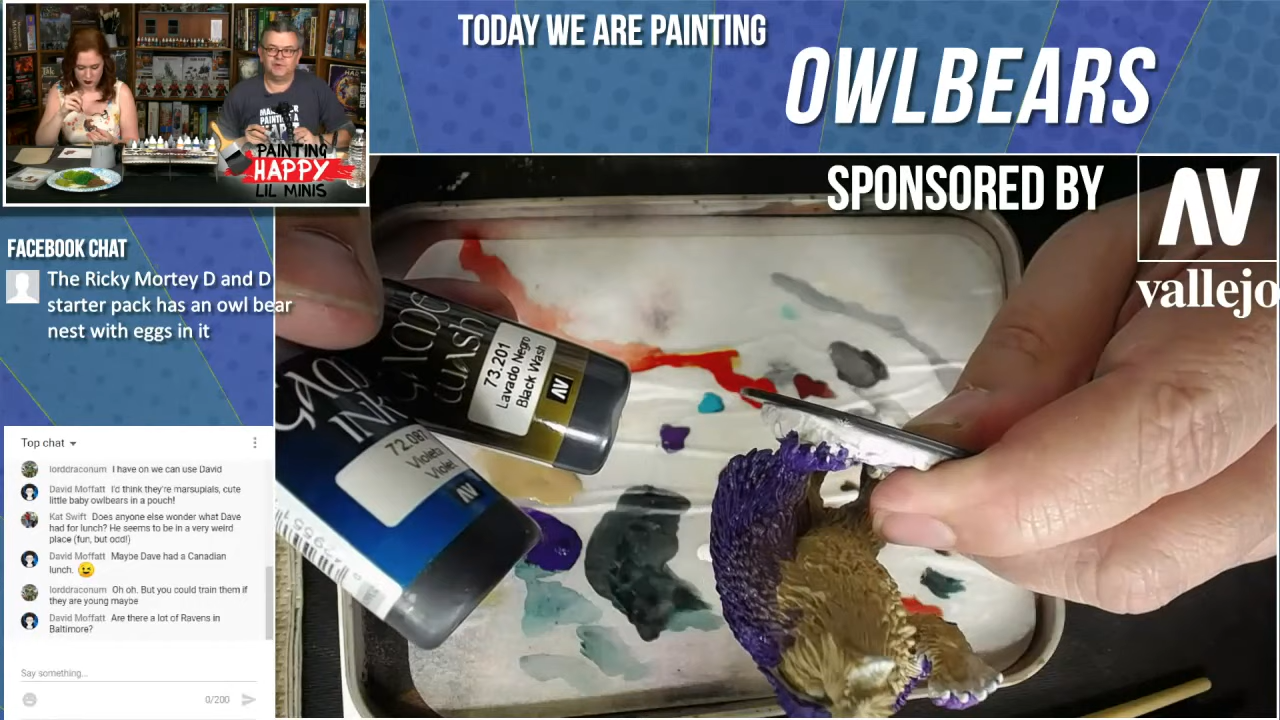 TODAY WE ARE PAINTING
OWLBEARS
SPONSORED BY
AV
vallejo
PAINTING
HAPPY
LIL MINIS
FACEBOOK CHAT
The Ricky Mortey D and D
starter pack has an owl bear
nest with eggs in it
Top chat
lorddraconum I have on we can use David
David Moffatt I'd think they're marsupials, cute
little baby owlbears in a pouch!
Kat Swift Does anyone else wonder what Dave
had for lunch? He seems to be in a very weird
place (fun, but odd!)
David Moffatt Maybe Dave had a Canadian
lunch. 😉
lorddraconum Oh oh. But you could train them if
they are young maybe
David Moffatt Are there a lot of Ravens in
Baltimore?
Say something...
0/200
GAME
WASH
73.201
Lavado Negro
Black Wash
AV
INK
72.087
Violeta
Violet
AV